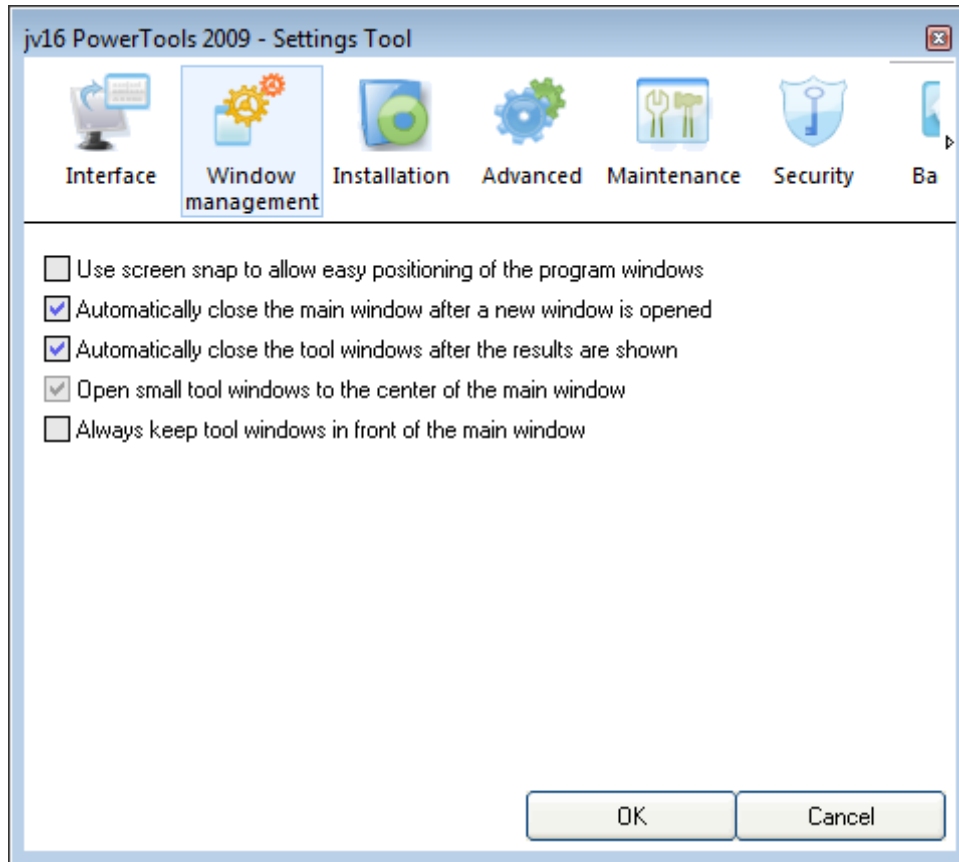 jv16 PowerTools 2009 - Settings Tool
Interface
Window management
Installation
Advanced
Maintenance
Security
Ba
Use screen snap to allow easy positioning of the program windows
Automatically close the main window after a new window is opened
Automatically close the tool windows after the results are shown
Open small tool windows to the center of the main window
Always keep tool windows in front of the main window
OK
Cancel